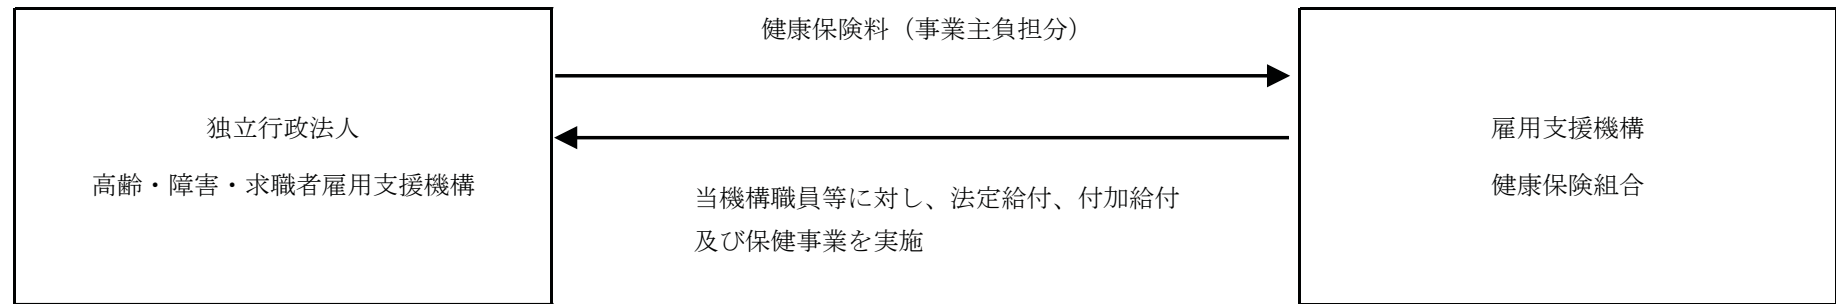 健康保険料（事業主負担分）
独立行政法人
高齢・障害・求職者雇用支援機構
雇用支援機構
健康保険組合
当機構職員等に対し、法定給付、付加給付
及び保健事業を実施